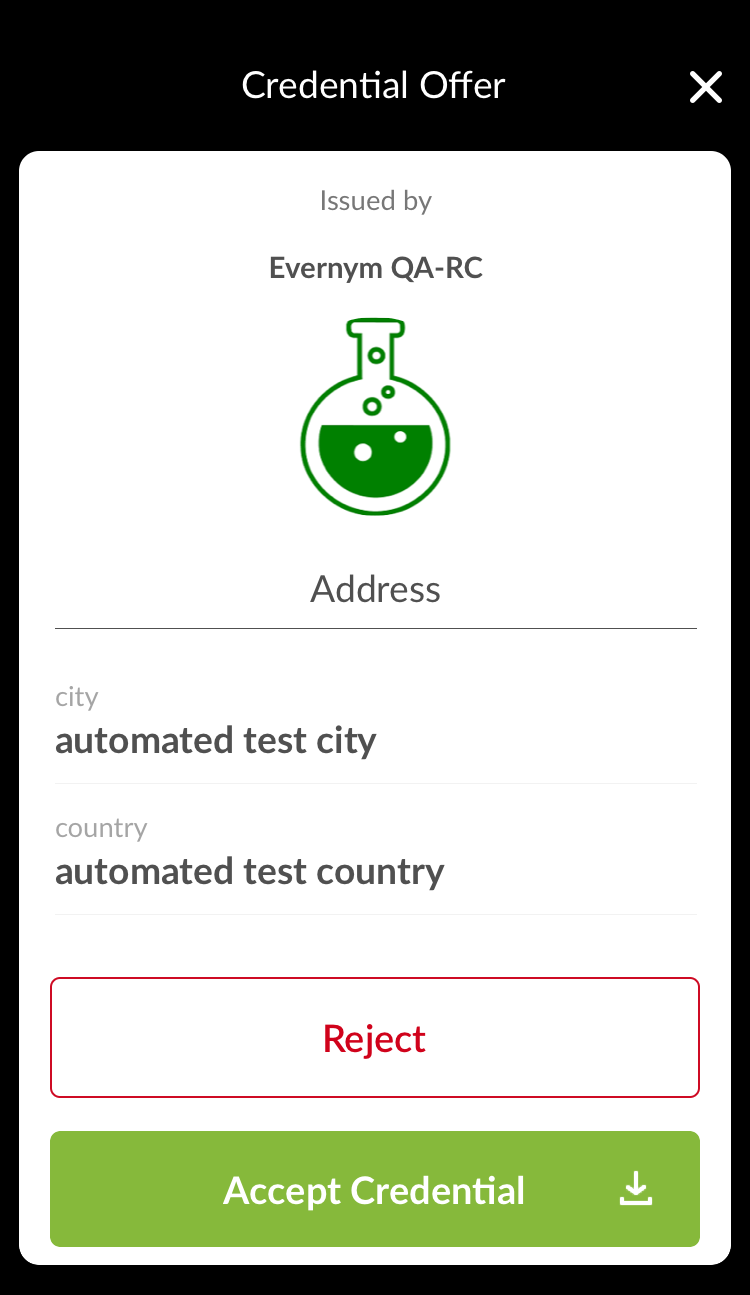 Credential Offer
Issued by
Evernym QA-RC
Address
city
automated test city
country
automated test country
Reject
Accept Credential